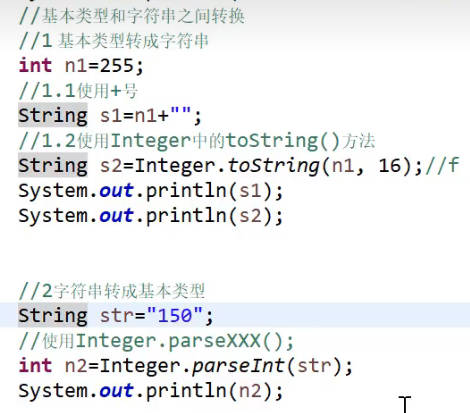 //基本类型和字符串之间转换
//1 基本类型转成字符串
int n1=255;
//1.1使用+号
String s1=n1+"";
//1.2使用Integer中的toString()方法
String s2=Integer.toString(n1, 16);//f
System.out.println(s1);
System.out.println(s2);
//2字符串转成基本类型
String str="150";
//使用Integer.parseXXX();
int n2=Integer.parseInt(str);
System.out.println(n2);